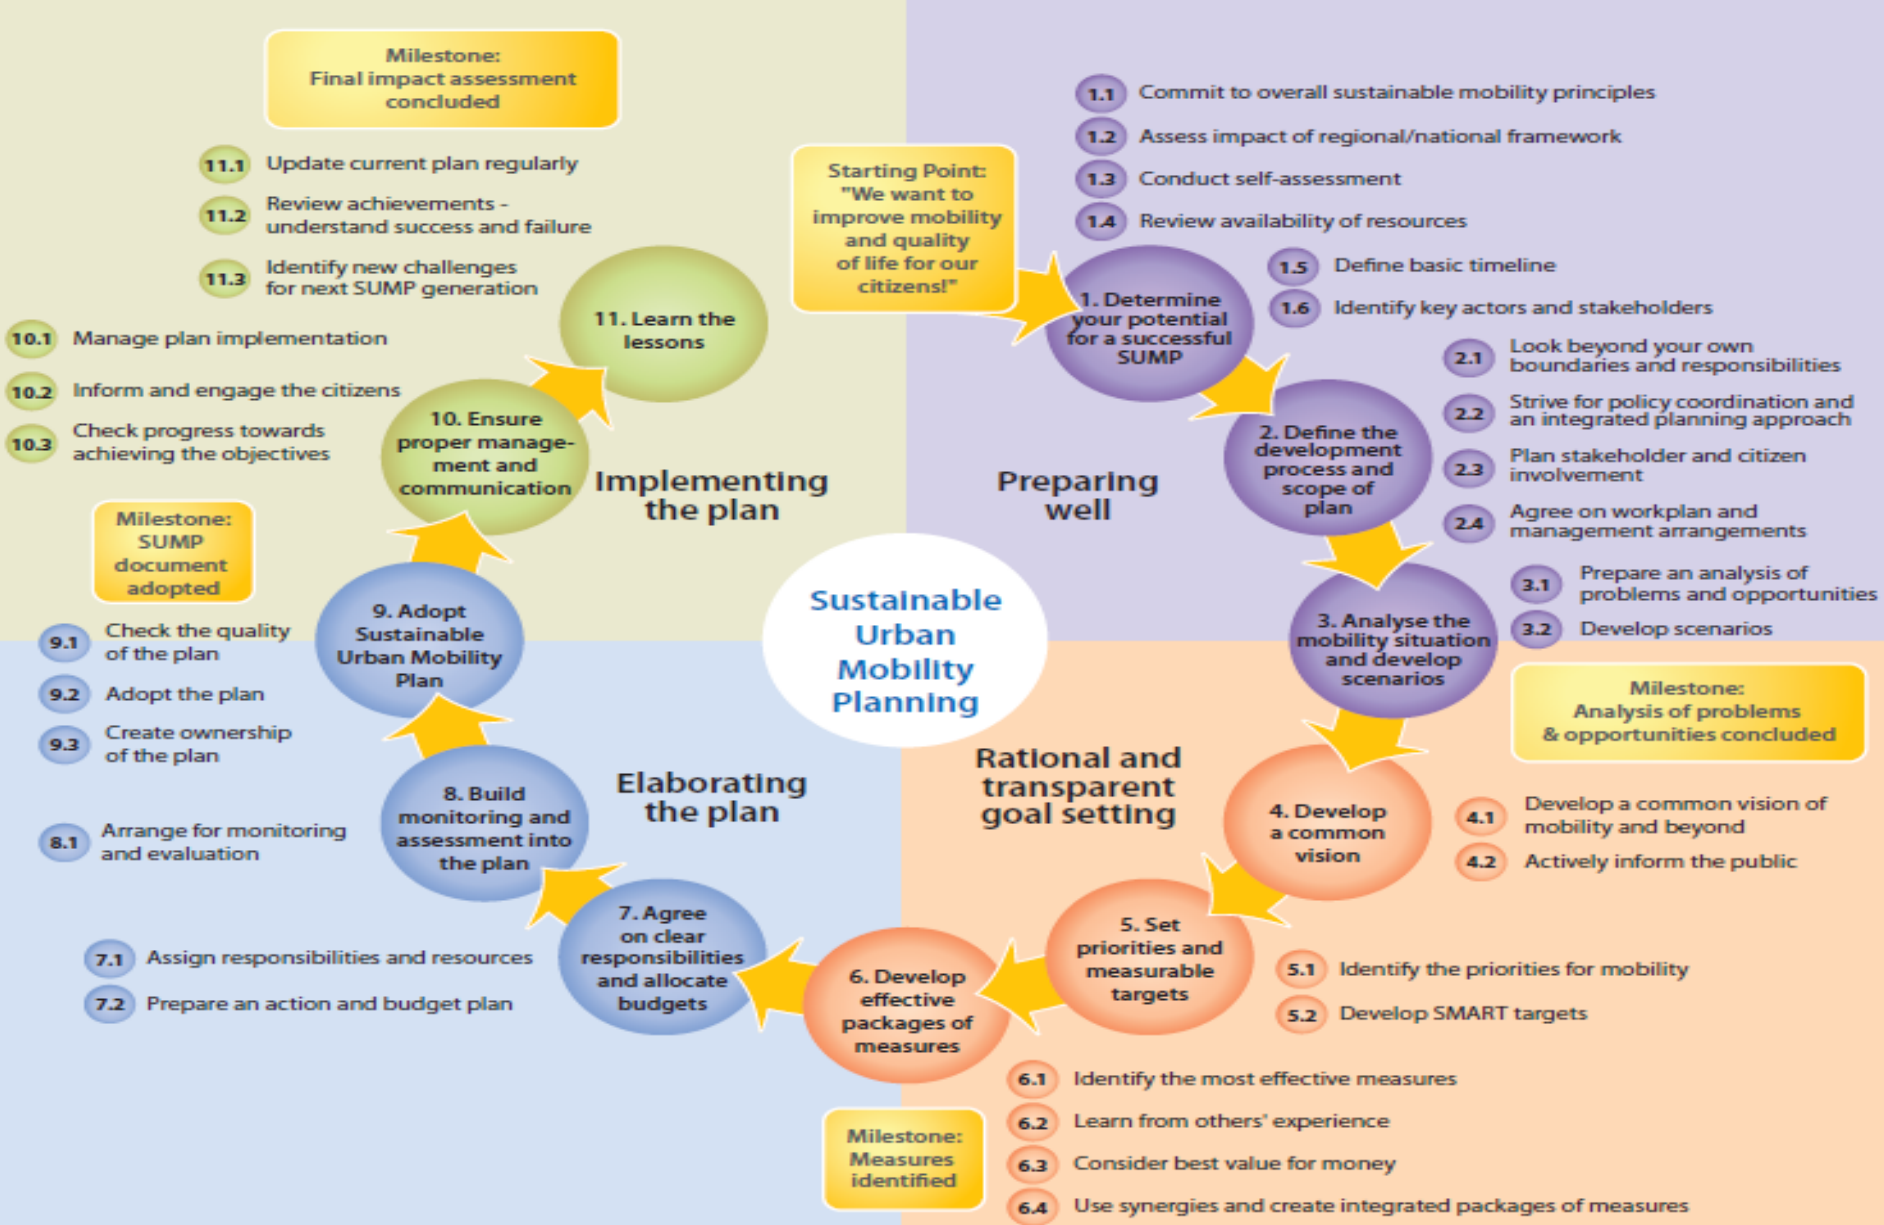 Milestone:
Final impact assessment
concluded
11.1 Update current plan regularly
11.2 Review achievements -
understand success and failure
11.3 Identify new challenges
for next SUMP generation
11. Learn the
lessons
10.1 Manage plan implementation
10.2 Inform and engage the citizens
10.3 Check progress towards
achieving the objectives
10. Ensure
proper manage-
ment and
communication
Implementing
the plan
Milestone:
SUMP
document
adopted
Starting Point:
"We want to
improve mobility
and quality
of life for our
citizens!"
1.1 Commit to overall sustainable mobility principles
1.2 Assess impact of regional/national framework
1.3 Conduct self-assessment
1.4 Review availability of resources
1.5 Define basic timeline
1.6 Identify key actors and stakeholders
1. Determine
your potential
for a successful
SUMP
2.1 Look beyond your own
boundaries and responsibilities
2.2 Strive for policy coordination and
an integrated planning approach
2.3 Plan stakeholder and citizen
involvement
2.4 Agree on workplan and
management arrangements
2. Define the
development
process and
scope of
plan
Preparing
well
3.1 Prepare an analysis of
problems and opportunities
3.2 Develop scenarios
3. Analyse the
mobility situation
and develop
scenarios
Milestone:
Analysis of problems
& opportunities concluded
Sustainable
Urban
Mobility
Planning
Rational and
transparent
goal setting
4. Develop
a common
vision
4.1 Develop a common vision of
mobility and beyond
4.2 Actively inform the public
5. Set
priorities and
measurable
targets
5.1 Identify the priorities for mobility
5.2 Develop SMART targets
6. Develop
effective
packages of
measures
6.1 Identify the most effective measures
6.2 Learn from others' experience
6.3 Consider best value for money
6.4 Use synergies and create integrated packages of measures
Milestone:
Measures
identified
Elaborating
the plan
7. Agree
on clear
responsibilities
and allocate
budgets
7.1 Assign responsibilities and resources
7.2 Prepare an action and budget plan
8. Build
monitoring and
assessment into
the plan
8.1 Arrange for monitoring
and evaluation
9. Adopt
Sustainable
Urban Mobility
Plan
9.1 Check the quality
of the plan
9.2 Adopt the plan
9.3 Create ownership
of the plan